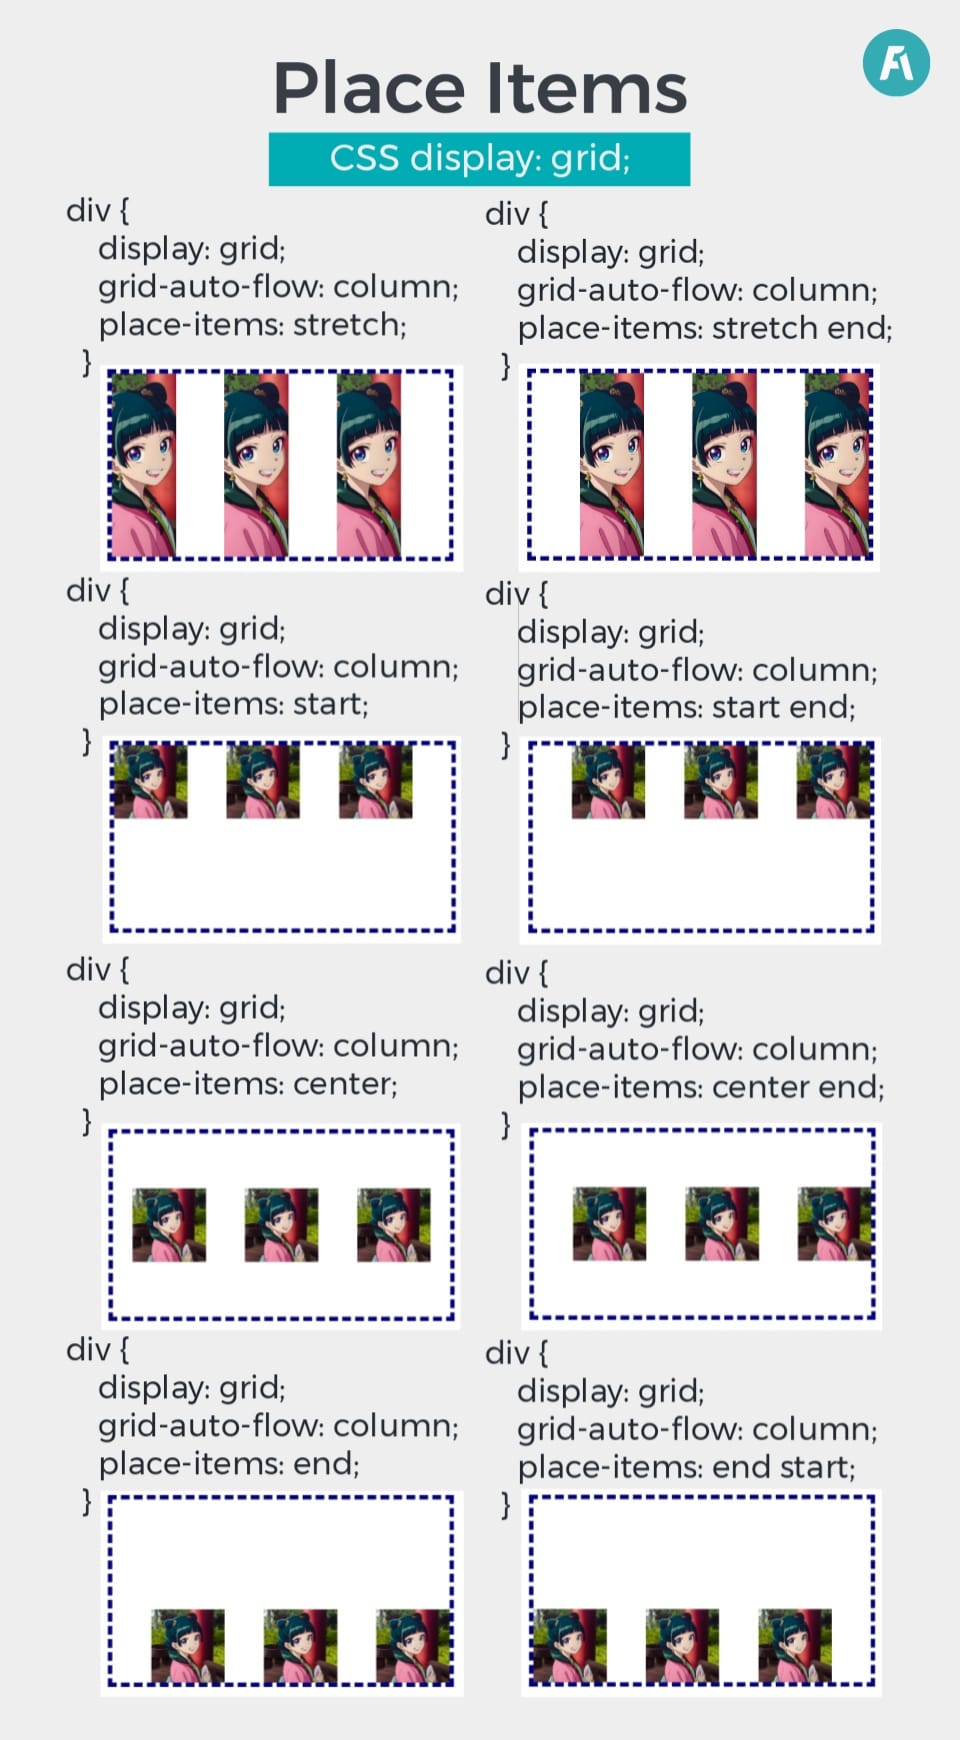 Place Items
CSS display: grid;
div {
display: grid;
grid-auto-flow: column;
place-items: stretch;
}
div {
display: grid;
grid-auto-flow: column;
place-items: stretch end;
}
div {
display: grid;
grid-auto-flow: column;
place-items: start;
}
div {
display: grid;
grid-auto-flow: column;
place-items: start end;
}
div {
display: grid;
grid-auto-flow: column;
place-items: center;
}
div {
display: grid;
grid-auto-flow: column;
place-items: center end;
}
div {
display: grid;
grid-auto-flow: column;
place-items: end;
}
div {
display: grid;
grid-auto-flow: column;
place-items: end start;
}